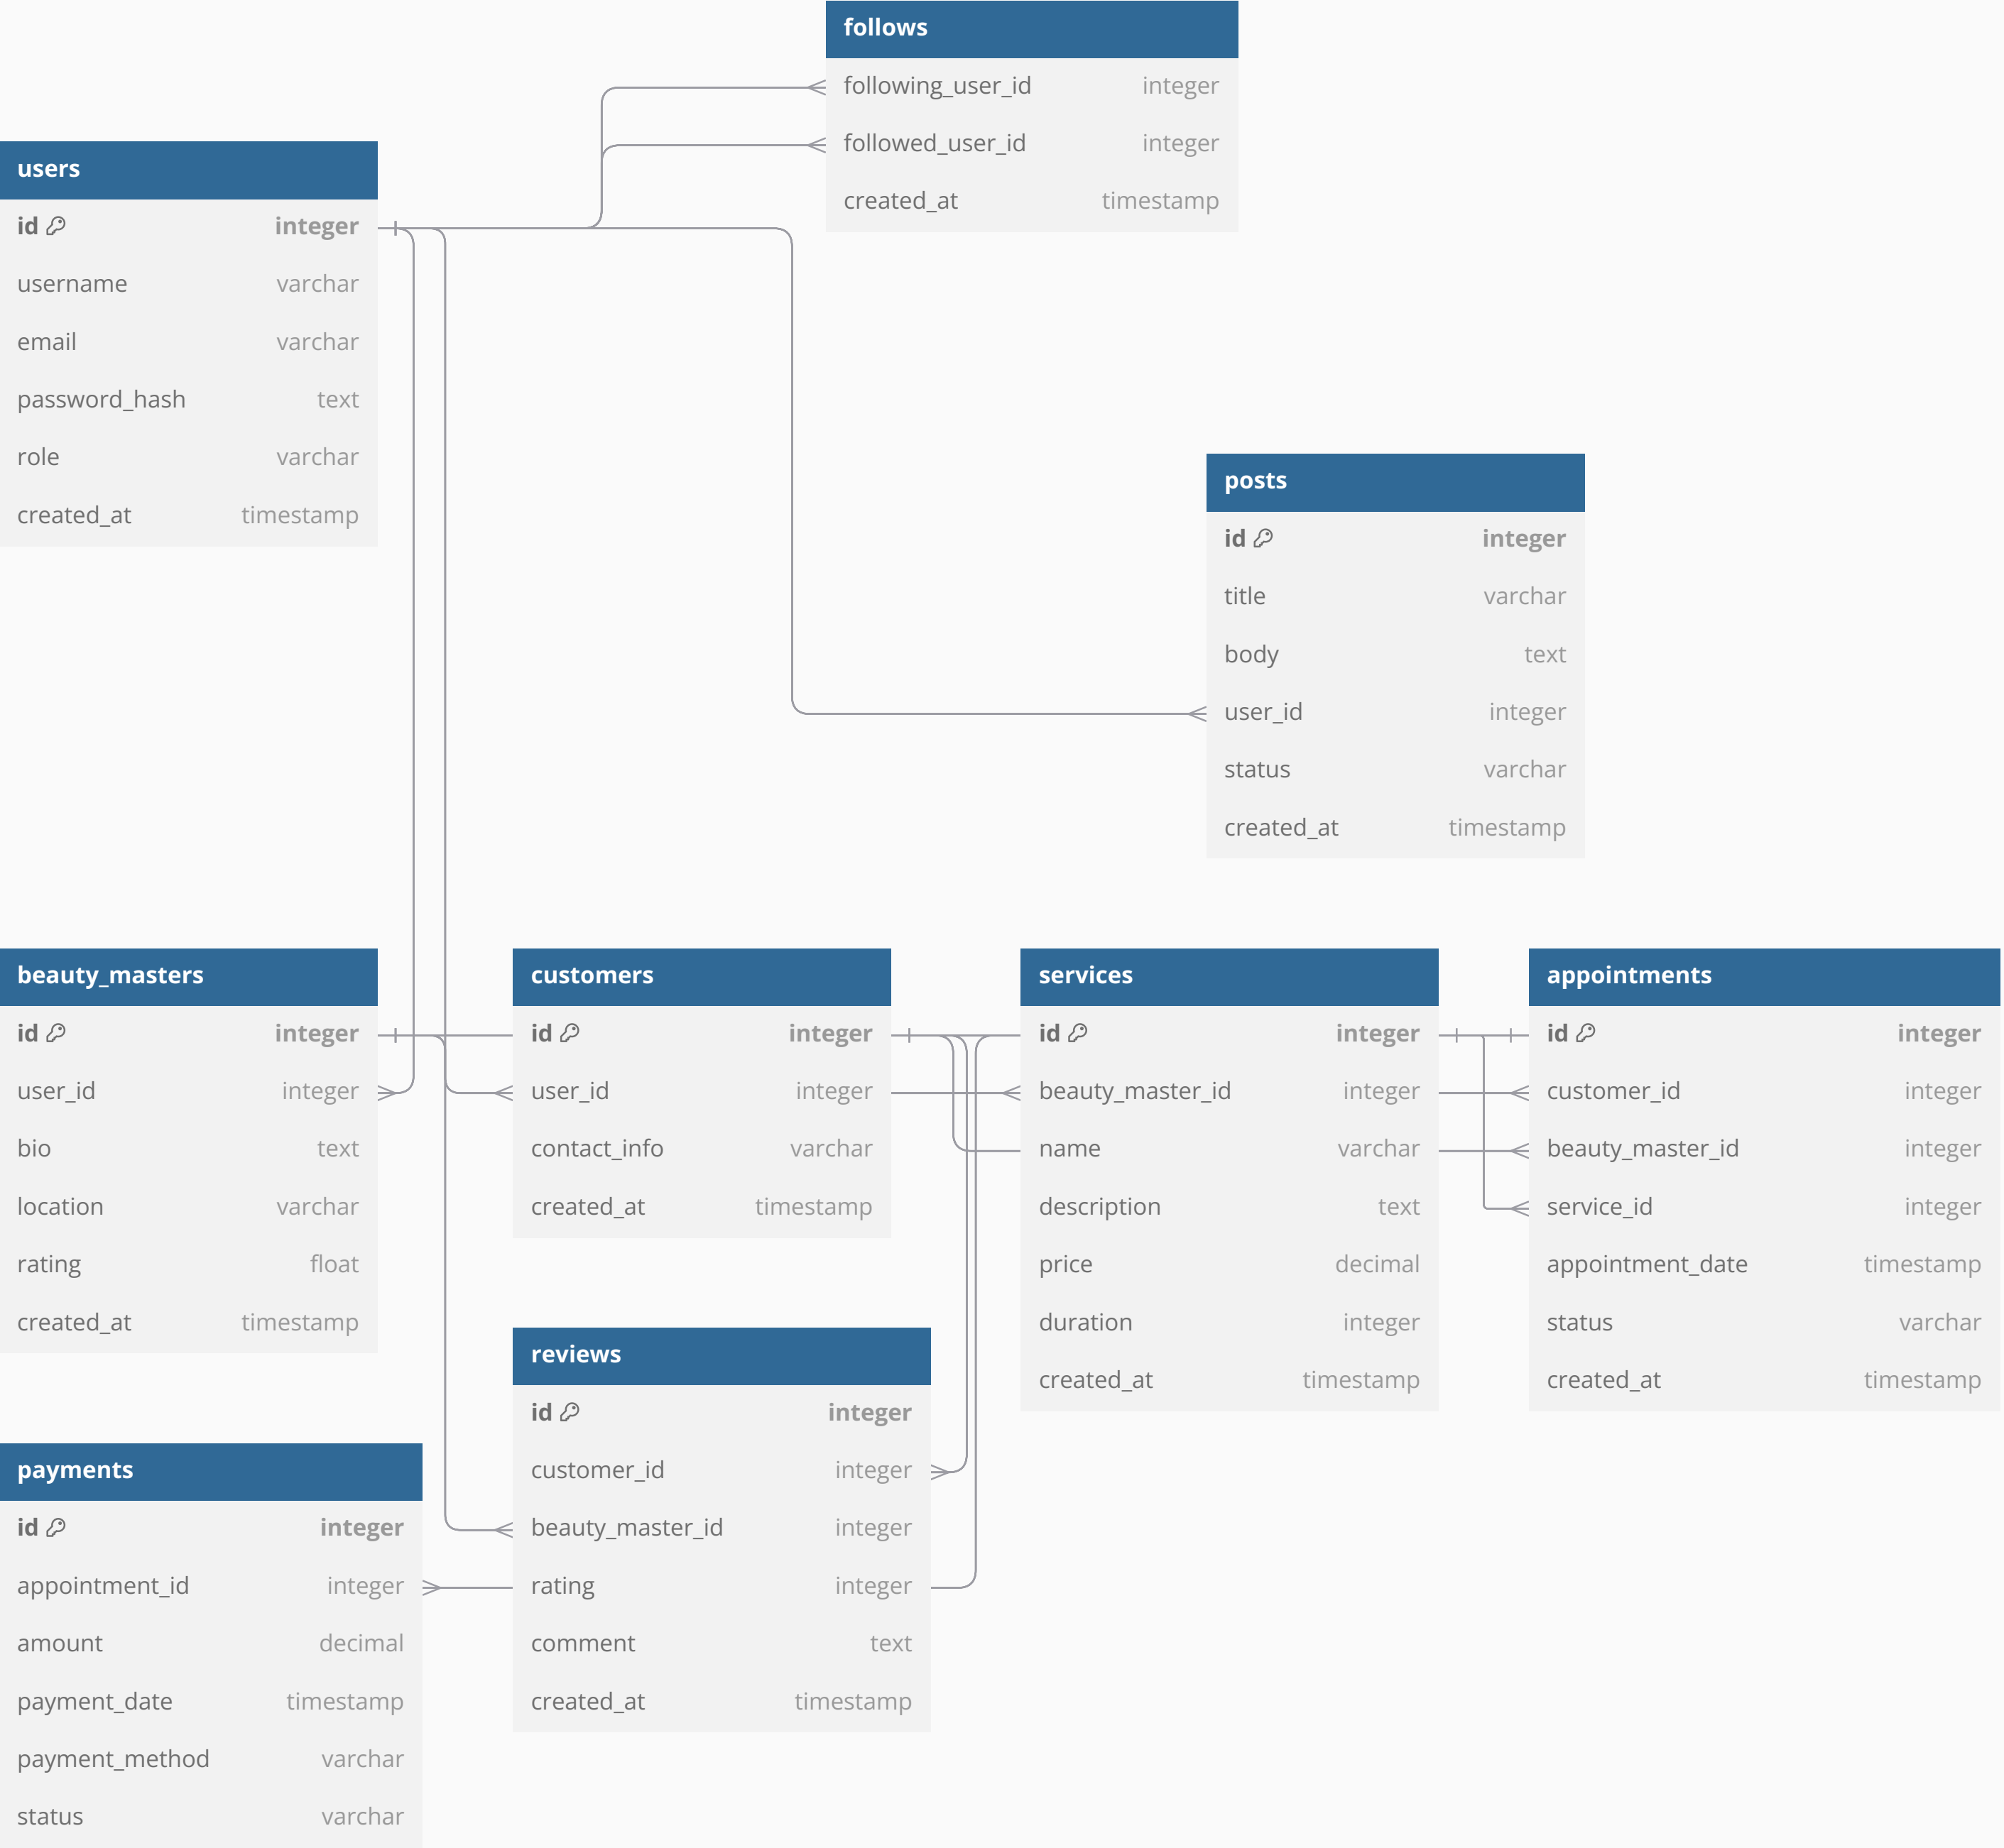 follows
following_user_id integer
followed_user_id integer
created_at timestamp
users
id integer
username varchar
email varchar
password_hash text
role varchar
created_at timestamp
posts
id integer
title varchar
body text
user_id integer
status varchar
created_at timestamp
beauty_masters
id integer
user_id integer
bio text
location varchar
rating float
created_at timestamp
customers
id integer
user_id integer
contact_info varchar
created_at timestamp
services
id integer
beauty_master_id integer
name varchar
description text
price decimal
duration integer
created_at timestamp
appointments
id integer
customer_id integer
beauty_master_id integer
service_id integer
appointment_date timestamp
status varchar
created_at timestamp
reviews
id integer
customer_id integer
beauty_master_id integer
rating integer
comment text
created_at timestamp
payments
id integer
appointment_id integer
amount decimal
payment_date timestamp
payment_method varchar
status varchar